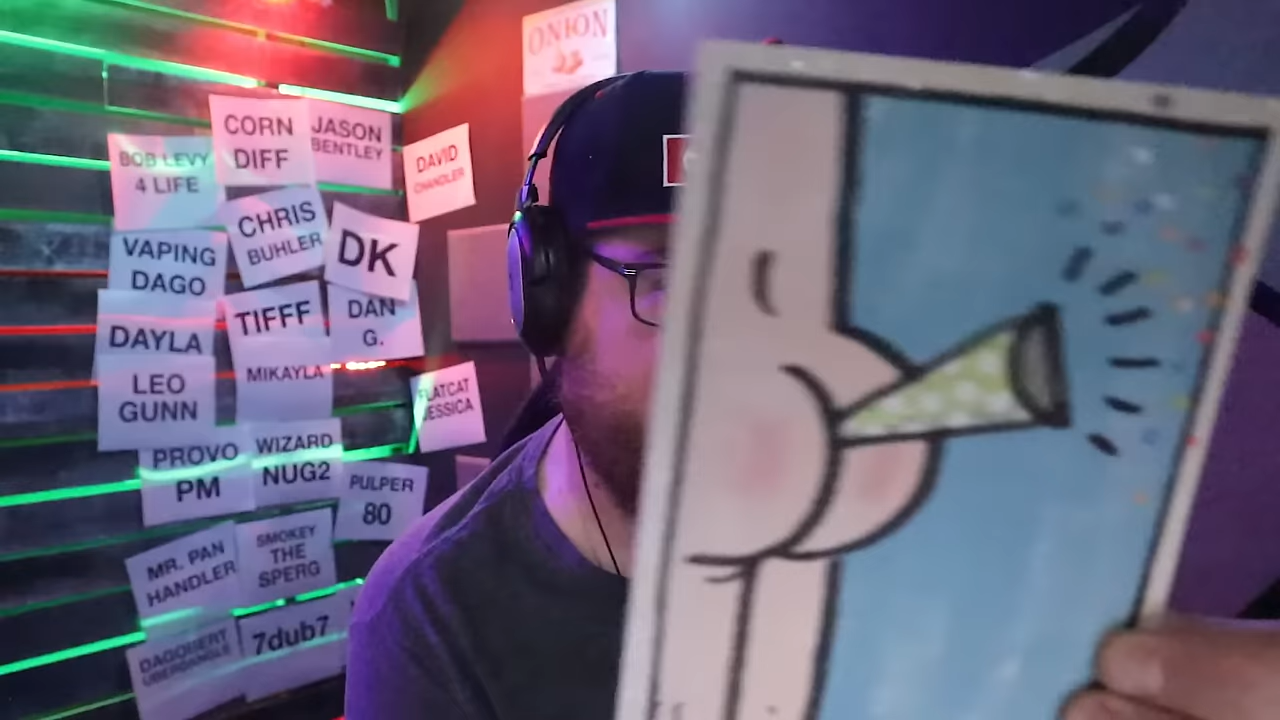 ONION
CORN
DIFF
JASON
BENTLEY
BOB LEVY
4 LIFE
DAVID
CHANDLER
CHRIS
BUHLER
DK
VAPING
DAGO
TIFFF
DAN
G.
DAYLA
MIKAYLA
LEO
GUNN
FLATCAT
JESSICA
PROVO
PM
WIZARD
NUG2
PULPER
80
MR. PAN
HANDLER
SMOKEY
THE
SPERG
7dub7